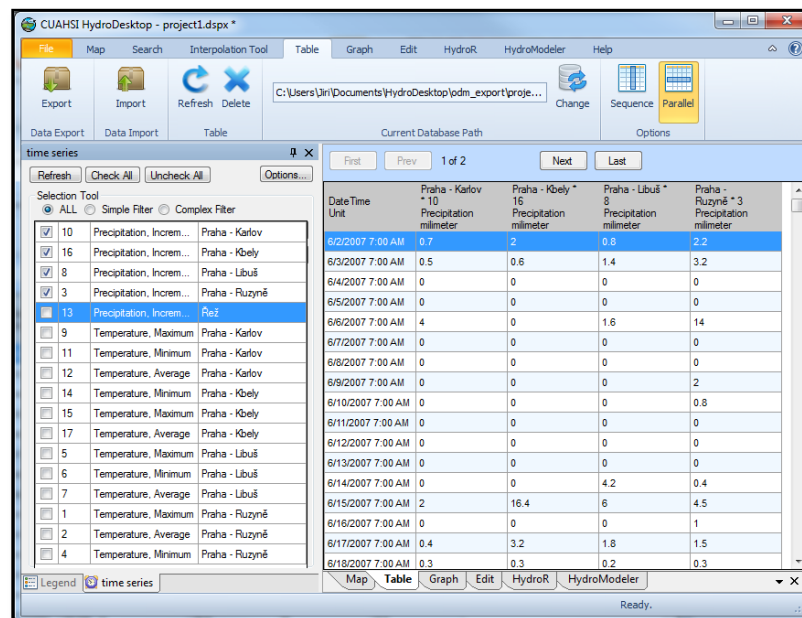 CUAHSI HydroDesktop - project1.dspx *
File Map Search Interpolation Tool Table Graph Edit HydroR HydroModeler Help
Export Import Refresh Delete C:\Users\Jiri\Documents\HydroDesktop\odm_export\proje... Change Sequence Parallel
Data Export Data Import Table Current Database Path Options
time series
Refresh Check All Uncheck All Options...
Selection Tool
ALL Simple Filter Complex Filter
10 Precipitation, Increm... Praha - Karlov
16 Precipitation, Increm... Praha - Kbely
8 Precipitation, Increm... Praha - Libuš
3 Precipitation, Increm... Praha - Ruzyně
13 Precipitation, Increm... Řež
9 Temperature, Maximum Praha - Karlov
11 Temperature, Minimum Praha - Karlov
12 Temperature, Average Praha - Karlov
14 Temperature, Minimum Praha - Kbely
15 Temperature, Maximum Praha - Kbely
17 Temperature, Average Praha - Kbely
5 Temperature, Maximum Praha - Libuš
6 Temperature, Minimum Praha - Libuš
7 Temperature, Average Praha - Libuš
1 Temperature, Maximum Praha - Ruzyně
2 Temperature, Average Praha - Ruzyně
4 Temperature, Minimum Praha - Ruzyně
Legend time series
First Prev 1 of 2 Next Last
Praha - Karlov Praha - Kbely * Praha - Libuš * Praha -
DateTime * 10 16 8 Ruzyně * 3
Unit Precipitation Precipitation Precipitation Precipitation
milimeter milimeter milimeter milimeter
6/2/2007 7:00 AM 0.7 2 0.8 2.2
6/3/2007 7:00 AM 0.5 0.6 1.4 3.2
6/4/2007 7:00 AM 0 0 0 0
6/5/2007 7:00 AM 0 0 0 0
6/6/2007 7:00 AM 4 0 1.6 14
6/7/2007 7:00 AM 0 0 0 0
6/8/2007 7:00 AM 0 0 0 0
6/9/2007 7:00 AM 0 0 0 2
6/10/2007 7:00 AM 0 0 0 0.8
6/11/2007 7:00 AM 0 0 0 0
6/12/2007 7:00 AM 0 0 0 0
6/13/2007 7:00 AM 0 0 0 0
6/14/2007 7:00 AM 0 0 4.2 0.4
6/15/2007 7:00 AM 2 16.4 6 4.5
6/16/2007 7:00 AM 0 0 0 1
6/17/2007 7:00 AM 0.4 3.2 1.8 1.5
6/18/2007 7:00 AM 0.3 0.3 0.2 0.3
Map Table Graph Edit HydroR HydroModeler
Ready.